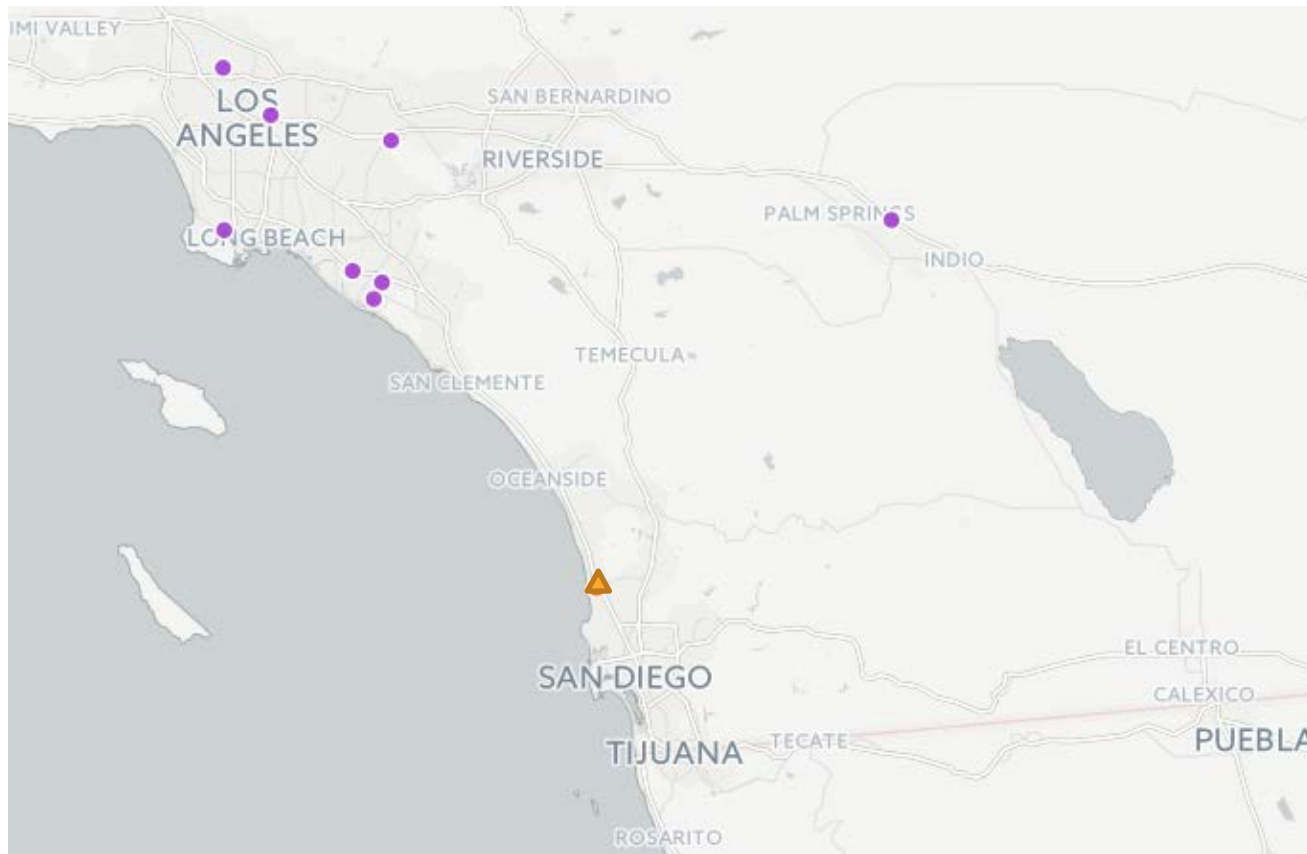 IMI VALLEY
LOS
ANGELES
SAN BERNARDINO
RIVERSIDE
PALM SPRINGS
LONG BEACH
INDIO
TEMECULA
SAN CLEMENTE
OCEANSIDE
EL CENTRO
SAN DIEGO
CALEXICO
TIJUANA
TECATE
PUEBLA
ROSARITO